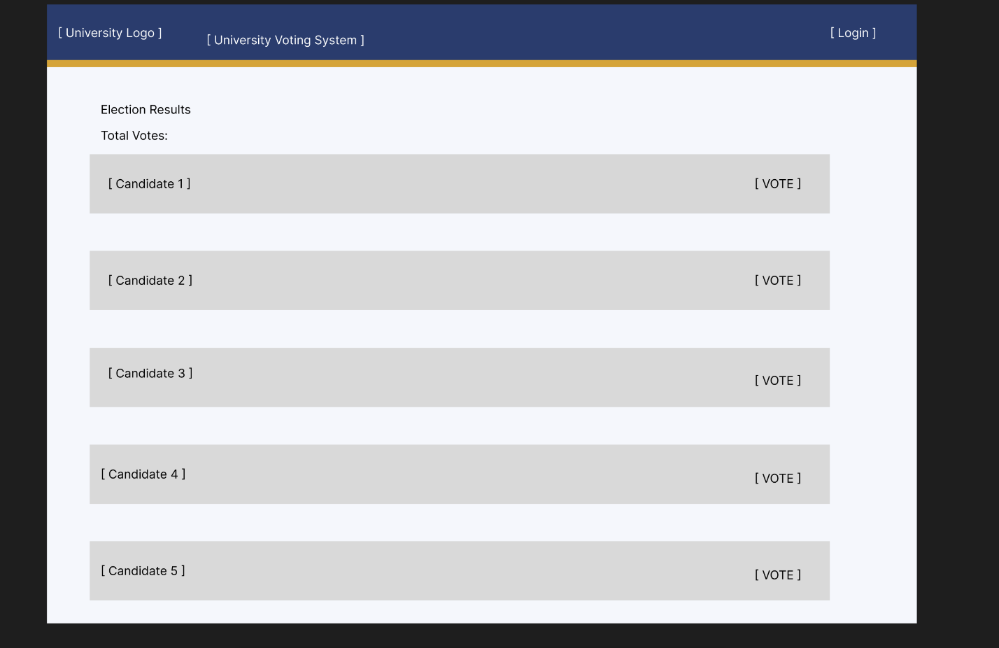 [ University Logo ]
[ University Voting System ]
[ Login ]
Election Results
Total Votes:
[ Candidate 1 ]
[ VOTE ]
[ Candidate 2 ]
[ VOTE ]
[ Candidate 3 ]
[ VOTE ]
[ Candidate 4 ]
[ VOTE ]
[ Candidate 5 ]
[ VOTE ]